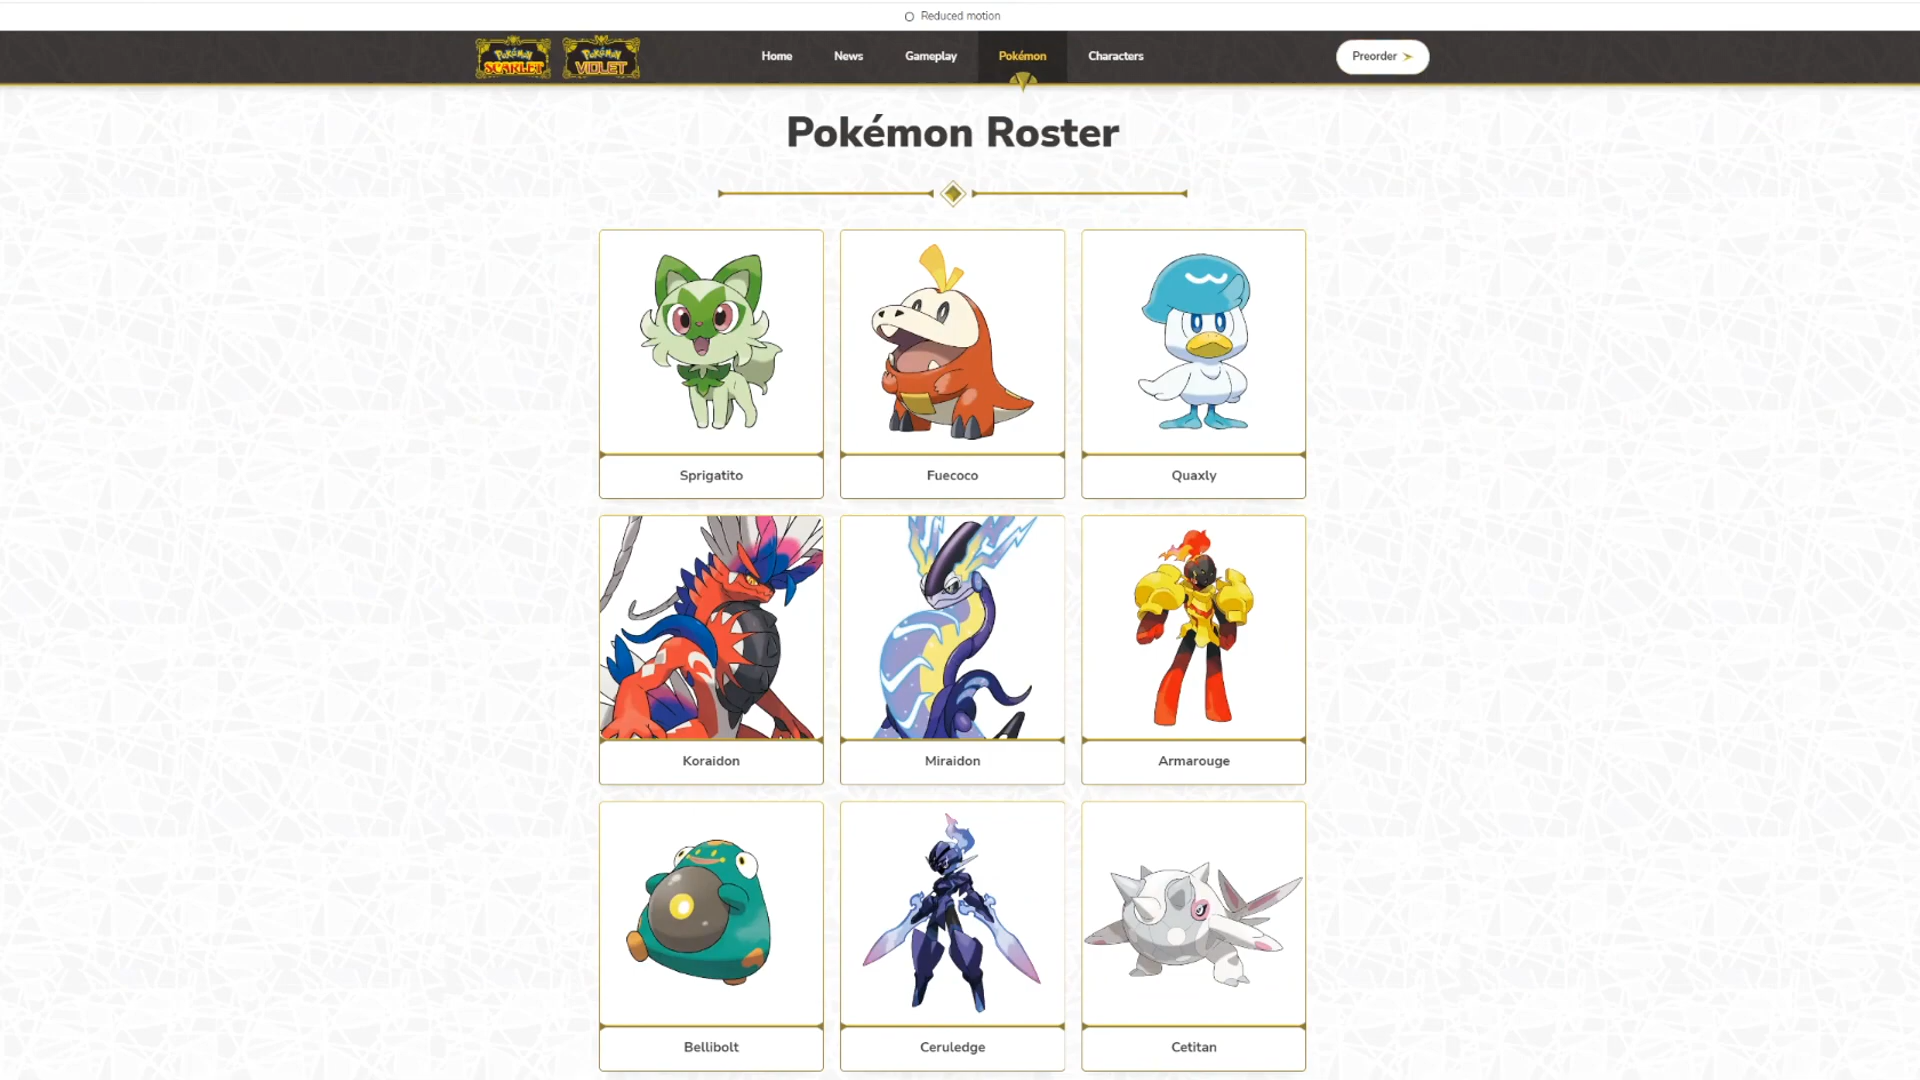 Reduced motion
Pokémon SCARLET Pokémon VIOLET Home News Gameplay Pokémon Characters Preorder
Pokémon Roster
Sprigatito Fuecoco Quaxly
Koraidon Miraidon Armarouge
Bellibolt Ceruledge Cetitan